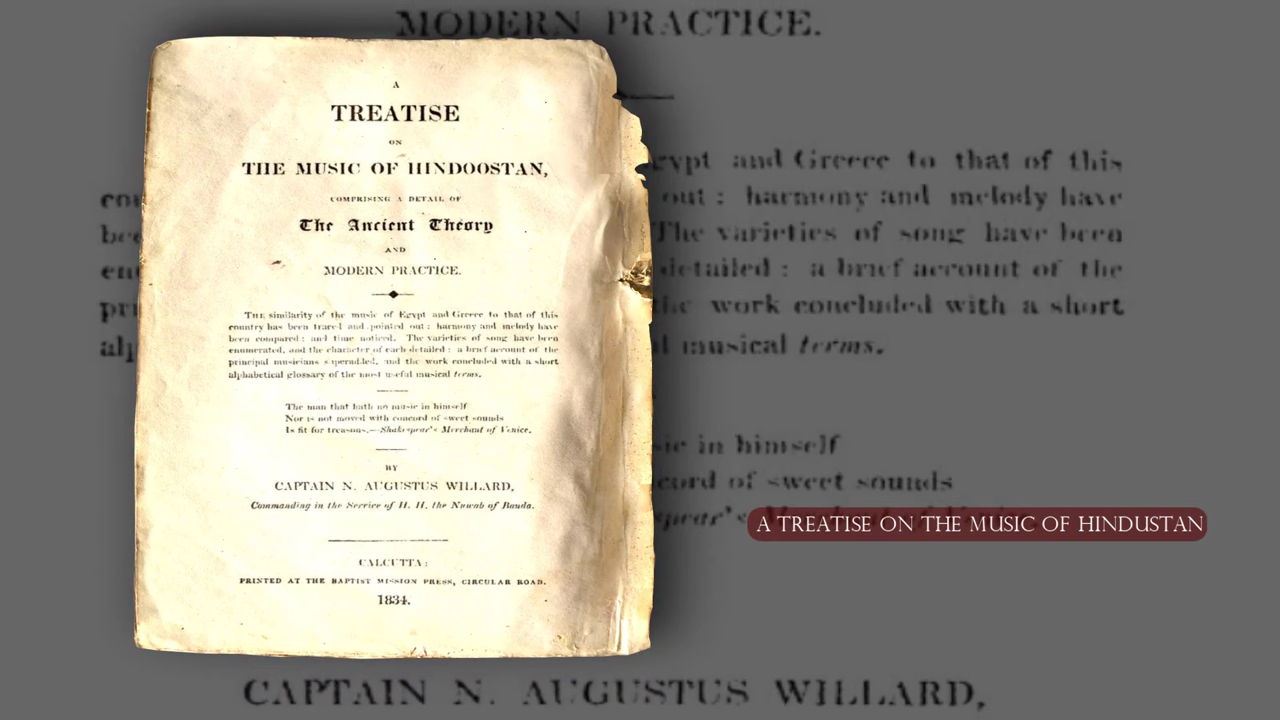 A
TREATISE
ON
THE MUSIC OF HINDOOSTAN,
COMPRISING A DETAIL OF
The Ancient Theory
AND
MODERN PRACTICE.
THE similarity of the music of Egypt and Greece to that of this
country has been traced and pointed out: harmony and melody have
been compared: and time noticed. The varieties of song have been
enumerated, and the character of each detailed: a brief account of the
principal musicians superadded, and the work concluded with a short
alphabetical glossary of the most useful musical terms.
The man that hath no music in himself
Nor is not moved with concord of sweet sounds
Is fit for treasons.—Shakespear's Merchant of Venice.
BY
CAPTAIN N. AUGUSTUS WILLARD,
Commanding in the Service of H. H. the Nuwab of Banda.
CALCUTTA:
PRINTED AT THE BAPTIST MISSION PRESS, CIRCULAR ROAD.
1834.
MODERN PRACTICE.
gypt and Greece to that of this
out: harmony and melody have
The varieties of song have been
detailed: a brief account of the
the work concluded with a short
musical terms.
in himself
cord of sweet sounds
spear's
A TREATISE ON THE MUSIC OF HINDUSTAN
CAPTAIN N. AUGUSTUS WILLARD,